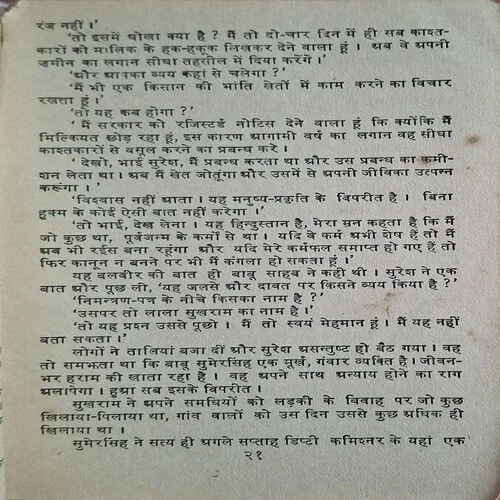 रंज नहीं ।'
'तो इसमें धोखा क्या है ? मैं तो दो-चार दिन में ही सब काश्त-
कारों को मालिक के हक-हकूक लिखकर देने वाला हूं । अब वे अपनी
ज़मीन का लगान सीधा तहसील में दिया करेंगे ।'
'और आपका व्यय कहां से चलेगा ?'
'मैं भी एक किसान की भांति खेतों में काम करने का विचार
रखता हूं ।'
'तो यह कब होगा ?'
'मैं सरकार को रजिस्टर्ड नोटिस देने वाला हूं कि क्योंकि मैं
मिल्कियत छोड़ रहा हूं, इस कारण आगामी वर्ष का लगान वह सीधा
काश्तकारों से वसूल करने का प्रबन्ध करे ।
'देखो, भाई सुरेश, मैं प्रबन्ध करता था और उस प्रबन्ध का कमी-
शन लेता था । अब मैं खेत जोतूंगा और उसमें से अपनी जीविका उत्पन्न
करूंगा ।'
'विश्वास नहीं आता । यह मनुष्य-प्रकृति के विपरीत है । बिना
हुक्म के कोई ऐसी बात नहीं करेगा ।'
'तो भाई, देख लेना । यह हिन्दुस्तान है, मेरा मन कहता है कि मैं
जो कुछ था, पूर्वजन्म के कर्मों से था । यदि वे कर्म अभी शेष हैं तो मैं
अब भी रईस बना रहूंगा और यदि मेरे कर्मफल समाप्त हो गए हैं तो
फिर कानून न बनने पर भी मैं कंगला हो सकता हूं ।'
यह बलवीर की बात ही बाबू साहब ने कही थी । सुरेश ने एक
बात और पूछ ली, 'यह जलसे और दावत पर किसने व्यय किया है ?'
'निमन्त्रण-पत्र के नीचे किसका नाम है ?'
'उसपर तो लाला सुखराम का नाम है ।'
'तो यह प्रश्न उससे पूछो । मैं तो स्वयं मेहमान हूं । मैं यह नहीं
बता सकता ।'
लोगों ने तालियां बजा दीं और सुरेश असन्तुष्ट हो बैठ गया । वह
तो समझता था कि बाबू सुमेरसिंह एक मूर्ख, गंवार व्यक्ति है । जीवन-
भर हराम की खाता रहा है । वह अपने साथ अन्याय होने का राग
अलापेगा । हुआ सब इसके विपरीत ।
सुखराम ने अपने समधियों को लड़की के विवाह पर जो कुछ
खिलाया-पिलाया था, गांव वालों को उस दिन उससे कुछ अधिक ही
खिलाया था ।
सुमेरसिंह ने सत्य ही अगले सप्ताह डिप्टी कमिश्नर के यहां एक
२१